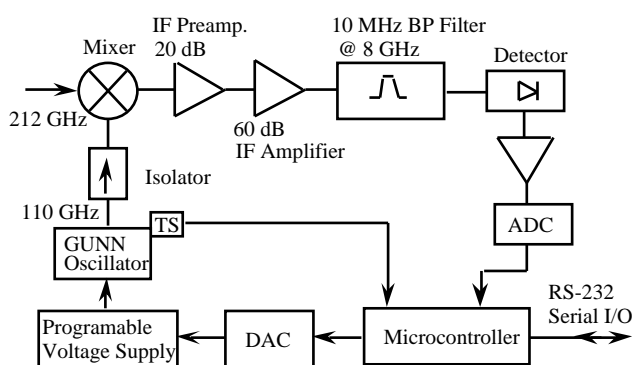 IF Preamp.
20 dB
Mixer
10 MHz BP Filter
@ 8 GHz
Detector
212 GHz
60 dB
IF Amplifier
Isolator
110 GHz
TS
GUNN
Oscillator
ADC
RS-232
Serial I/O
Programable
Voltage Supply
DAC
Microcontroller